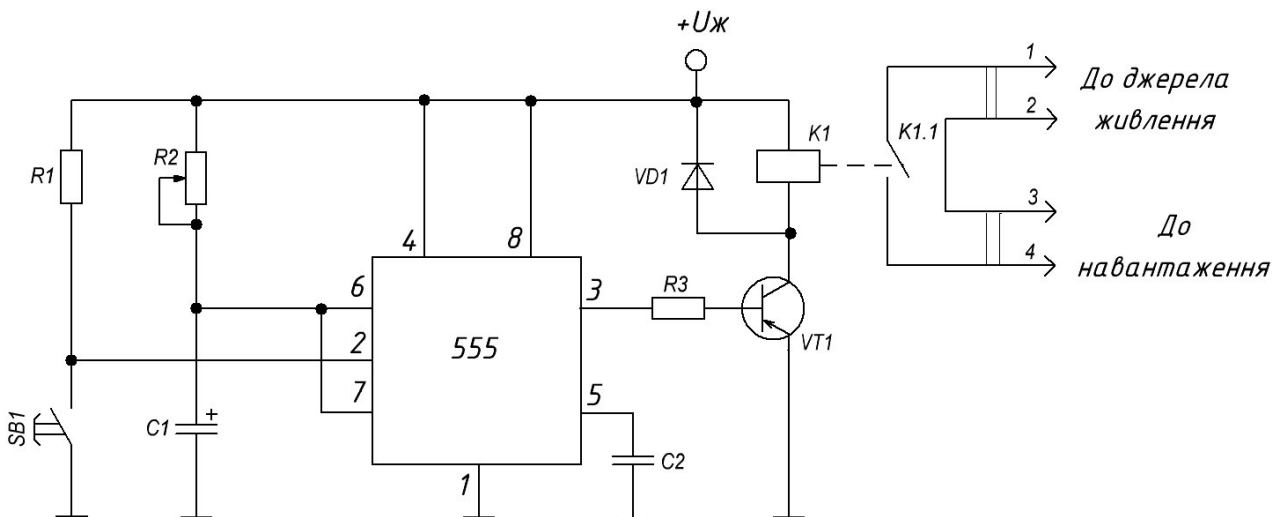 +Uж
1
До джерела
2
живлення
K1
K1.1
R1
R2
VD1
3
До
4
навантаження
4
8
6
3
R3
2
555
VT1
7
5
SB1
C1
+
C2
1